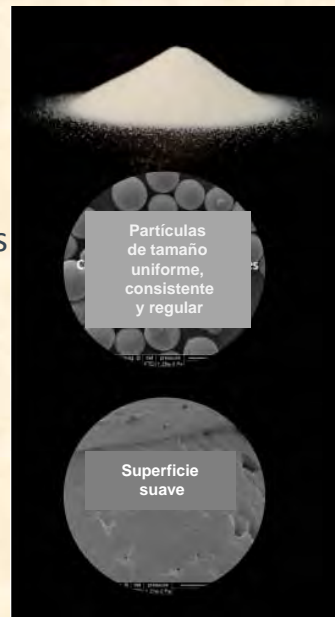 Partículas
de tamaño
uniforme,
consistente
y regular
Superficie
suave